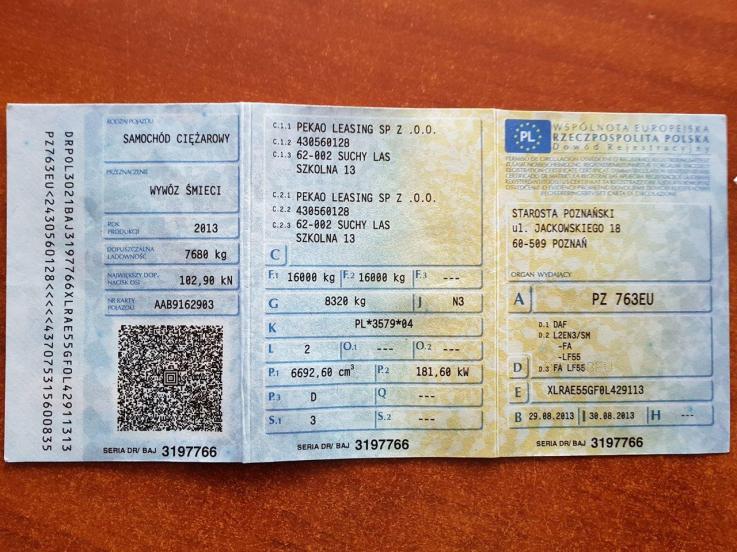 DRPOL3021BAJ3197766XLRAE55GF0L42911313
PZ763EU<2430560128<<<<<437075315600835
RODZAJ POJAZDU
SAMOCHÓD CIĘŻAROWY
PRZEZNACZENIE
WYWÓZ ŚMIECI
ROK PRODUKCJI 2013
DOPUSZCZALNA ŁADOWNOŚĆ 7680 kg
NAJWIĘKSZY DOP. NACISK OSI 102,90 kN
NR KARTY POJAZDU AAB9162903
SERIA DR/ BAJ 3197766
C.1.1 PEKAO LEASING SP Z .O.O.
C.1.2 430560128
C.1.3 62-002 SUCHY LAS
SZKOLNA 13
C.2.1 PEKAO LEASING SP Z .O.O.
C.2.2 430560128
C.2.3 62-002 SUCHY LAS
SZKOLNA 13
C
F.1 16000 kg F.2 16000 kg F.3 ---
G 8320 kg J N3
K PL*3579*04
L 2 O.1 --- O.2 ---
P.1 6692,60 cm³ P.2 181,60 kW
P.3 D Q ---
S.1 3 S.2 ---
SERIA DR/ BAJ 3197766
PL
WSPÓLNOTA EUROPEJSKA
RZECZPOSPOLITA POLSKA
Dowód Rejestracyjny
STAROSTA POZNAŃSKI
ul. JACKOWSKIEGO 18
60-509 POZNAŃ
ORGAN WYDAJĄCY
A PZ 763EU
D.1 DAF
D.2 L2EN3/SM
-FA
-LF55
D D.3 FA LF55
E XLRAE55GF0L429113
B 29.08.2013 I 30.08.2013 H ---
SERIA DR/ BAJ 3197766